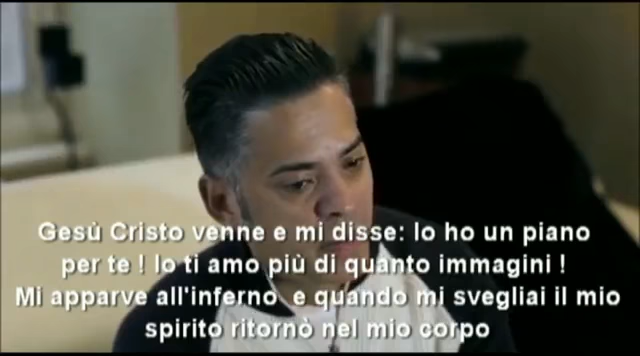 Gesù Cristo venne e mi disse: Io ho un piano
per te ! Io ti amo più di quanto immagini !
Mi apparve all'inferno e quando mi svegliai il mio
spirito ritornò nel mio corpo